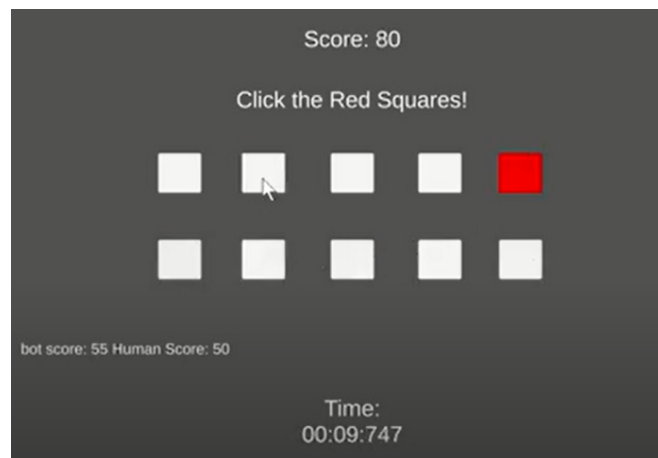 Score: 80
Click the Red Squares!
bot score: 55 Human Score: 50
Time:
00:09:747